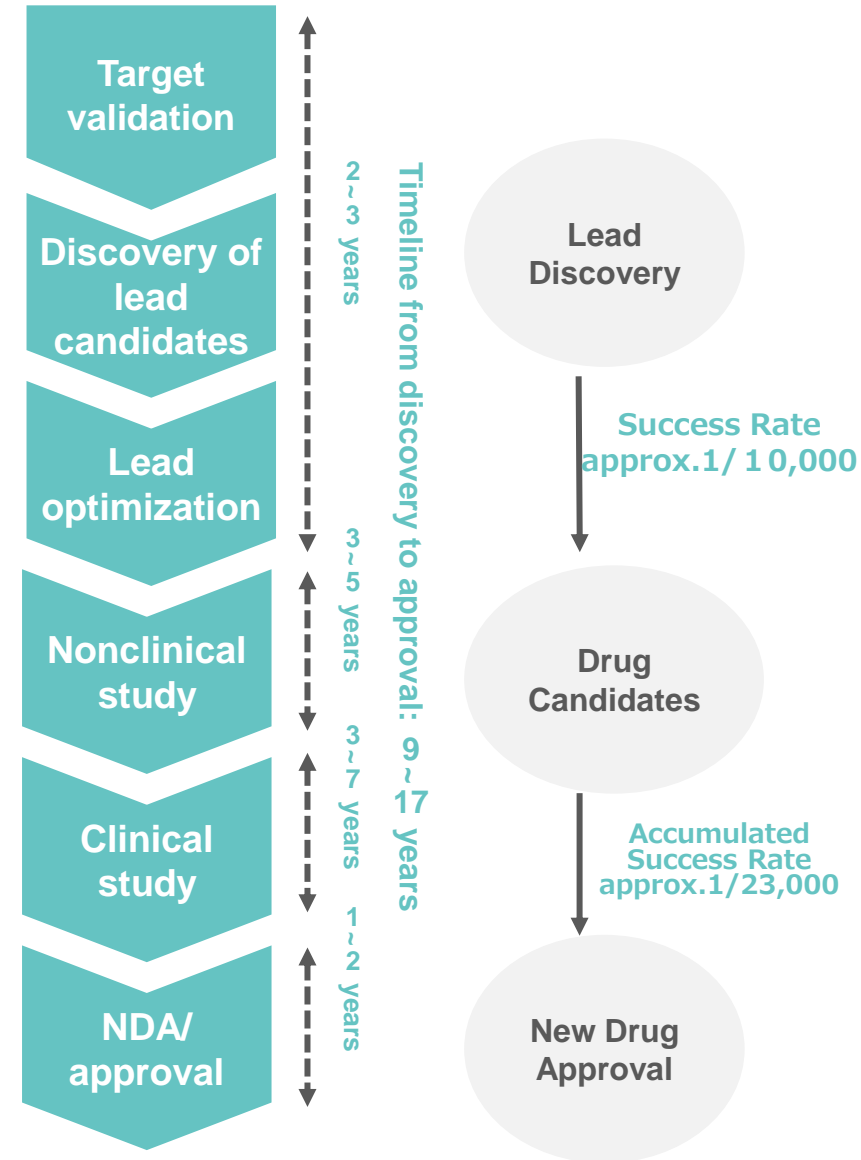 Target
validation
Discovery of
lead
candidates
Lead
optimization
Nonclinical
study
Clinical
study
NDA/
approval
2~3 years
3~5 years
3~7 years
1~2 years
Timeline from discovery to approval: 9~17 years
Lead
Discovery
Success Rate
approx.1/10,000
Drug
Candidates
Accumulated
Success Rate
approx.1/23,000
New Drug
Approval